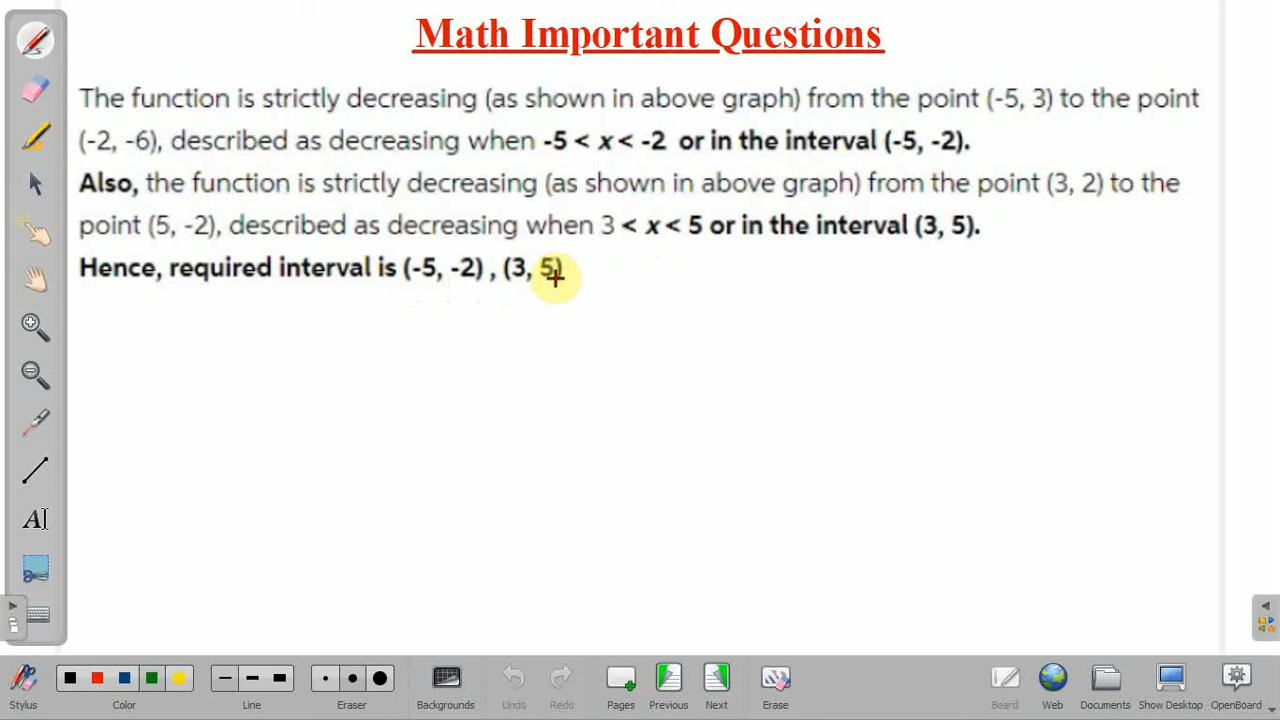 Math Important Questions
The function is strictly decreasing (as shown in above graph) from the point (-5, 3) to the point
(-2, -6), described as decreasing when -5 < x < -2 or in the interval (-5, -2).
Also, the function is strictly decreasing (as shown in above graph) from the point (3, 2) to the
point (5, -2), described as decreasing when 3 < x < 5 or in the interval (3, 5).
Hence, required interval is (-5, -2) , (3, 5)
AI
Stylus Color Line Eraser Backgrounds Undo Redo Pages Previous Next Erase Board Web Documents Show Desktop OpenBoard